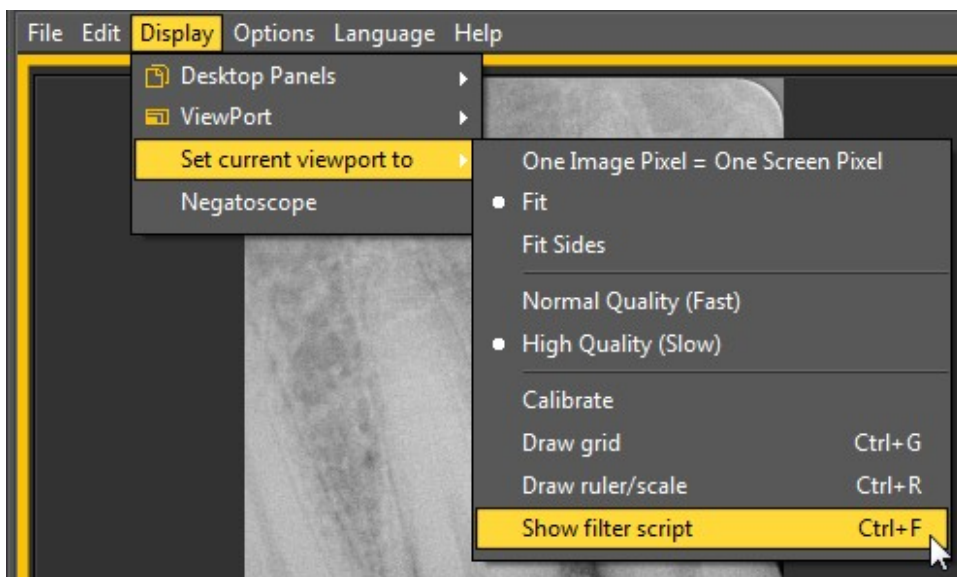 File Edit Display Options Language Help
Desktop Panels
ViewPort
Set current viewport to
Negatoscope
One Image Pixel = One Screen Pixel
Fit
Fit Sides
Normal Quality (Fast)
High Quality (Slow)
Calibrate
Draw grid Ctrl+G
Draw ruler/scale Ctrl+R
Show filter script Ctrl+F